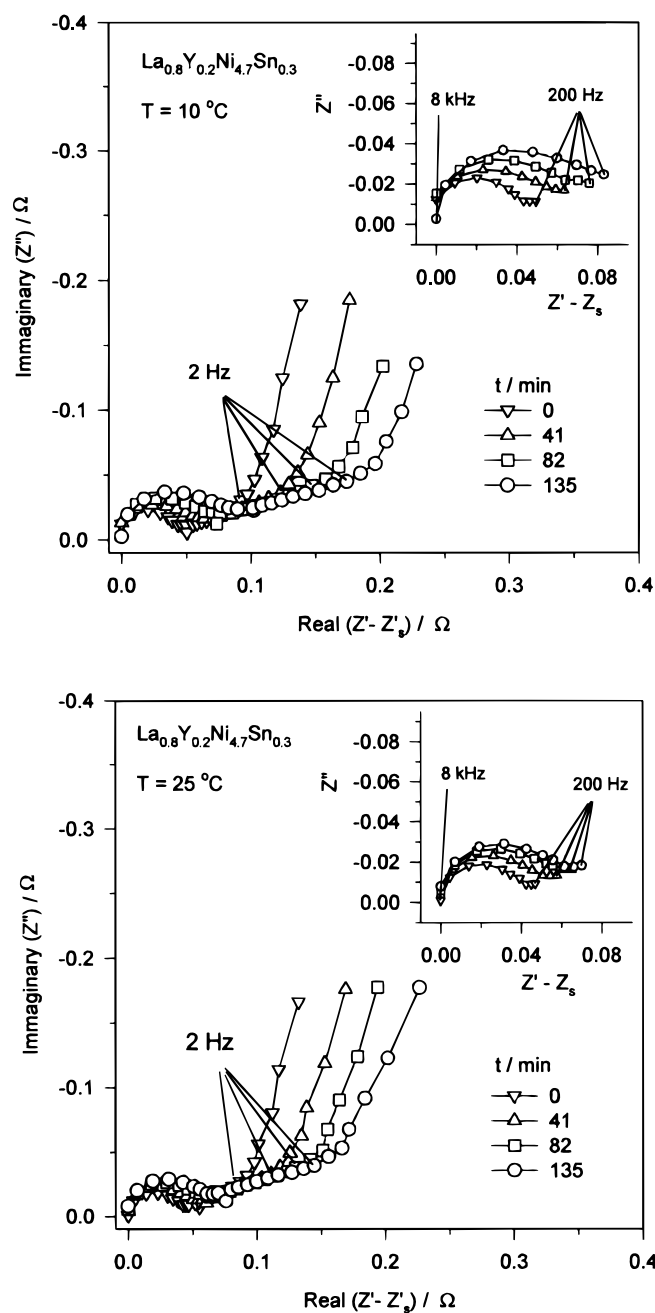 -0.4
La0.8Y0.2Ni4.7Sn0.3
T = 10 °C
-0.3
-0.2
-0.1
0.0
Immaginary (Z") / Ω
Z"
-0.08
-0.06
-0.04
-0.02
0.00
8 kHz
200 Hz
0.00 0.04 0.08
Z' - Zs
2 Hz
t / min
0
41
82
135
0.0 0.1 0.2 0.3 0.4
Real (Z'- Z's) / Ω
-0.4
La0.8Y0.2Ni4.7Sn0.3
T = 25 °C
-0.3
-0.2
-0.1
0.0
Immaginary (Z") / Ω
Z"
-0.08
-0.06
-0.04
-0.02
0.00
8 kHz
200 Hz
0.00 0.04 0.08
Z' - Zs
2 Hz
t / min
0
41
82
135
0.0 0.1 0.2 0.3 0.4
Real (Z'- Z's) / Ω